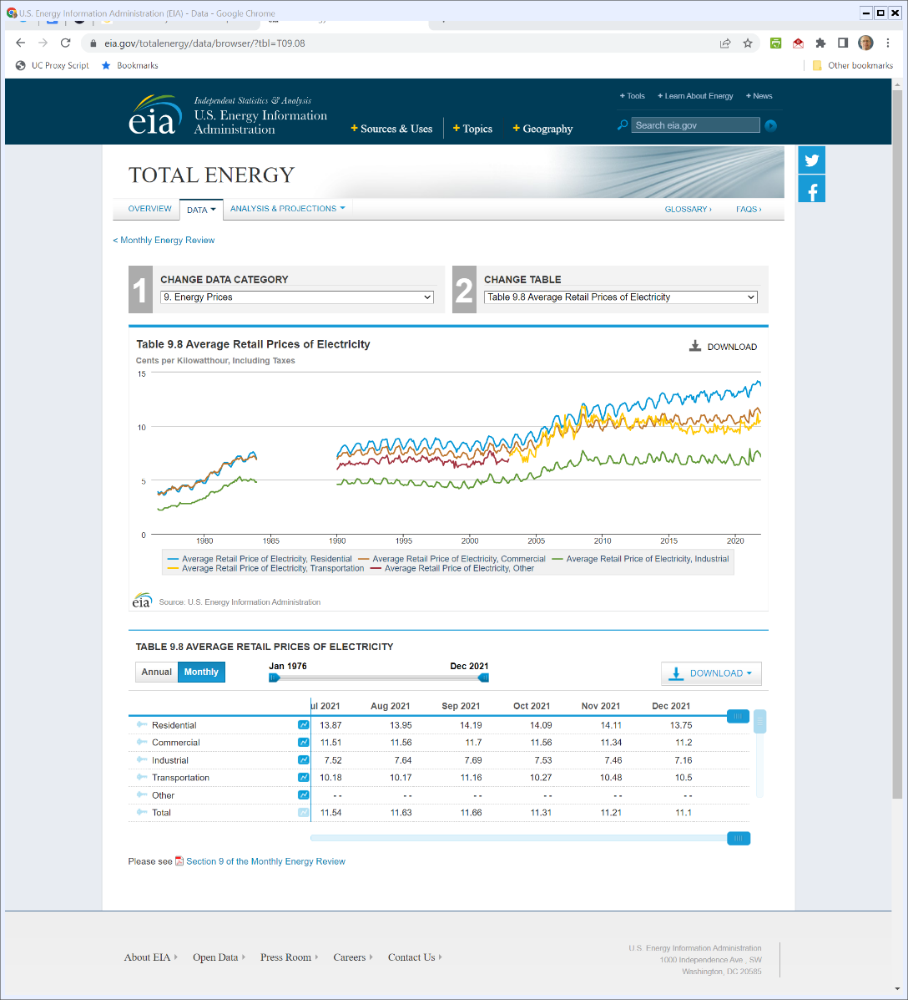 U.S. Energy Information Administration (EIA) - Data - Google Chrome
eia.gov/totalenergy/data/browser/?tbl=T09.08
UC Proxy Script Bookmarks Other bookmarks
+ Tools + Learn About Energy + News
eia
Independent Statistics & Analysis
U.S. Energy Information
Administration
+ Sources & Uses + Topics + Geography
Search eia.gov
TOTAL ENERGY
OVERVIEW DATA ANALYSIS & PROJECTIONS GLOSSARY › FAQS ›
< Monthly Energy Review
1 CHANGE DATA CATEGORY
9. Energy Prices
2 CHANGE TABLE
Table 9.8 Average Retail Prices of Electricity
Table 9.8 Average Retail Prices of Electricity
DOWNLOAD
Cents per Kilowatthour, Including Taxes
15
10
5
0
1980 1985 1990 1995 2000 2005 2010 2015 2020
Average Retail Price of Electricity, Residential Average Retail Price of Electricity, Commercial Average Retail Price of Electricity, Industrial
Average Retail Price of Electricity, Transportation Average Retail Price of Electricity, Other
eia Source: U.S. Energy Information Administration
TABLE 9.8 AVERAGE RETAIL PRICES OF ELECTRICITY
Annual Monthly
Jan 1976 Dec 2021
DOWNLOAD
ul 2021 Aug 2021 Sep 2021 Oct 2021 Nov 2021 Dec 2021
Residential 13.87 13.95 14.19 14.09 14.11 13.75
Commercial 11.51 11.56 11.7 11.56 11.34 11.2
Industrial 7.52 7.64 7.69 7.53 7.46 7.16
Transportation 10.18 10.17 11.16 10.27 10.48 10.5
Other - - - - - - - - - - - -
Total 11.54 11.63 11.66 11.31 11.21 11.1
Please see Section 9 of the Monthly Energy Review
About EIA Open Data Press Room Careers Contact Us
U.S. Energy Information Administration
1000 Independence Ave., SW
Washington, DC 20585